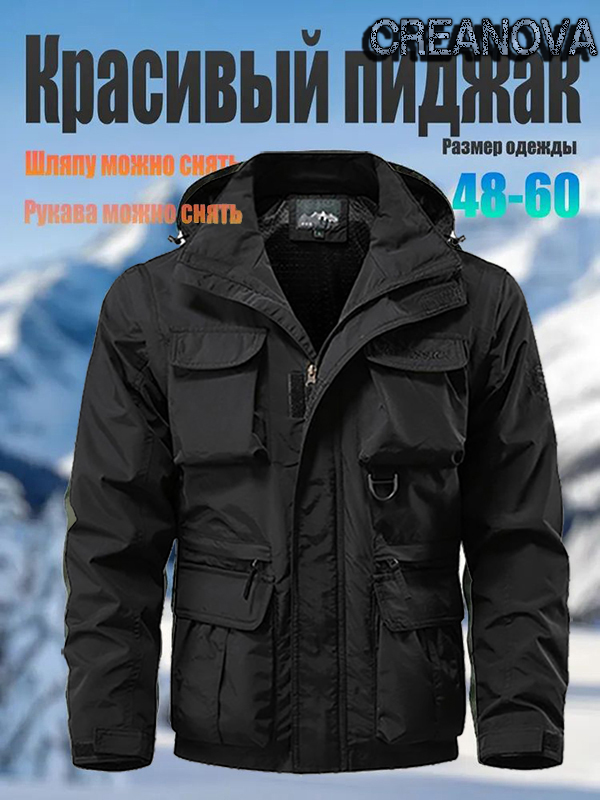 CREANOVA
Красивый пиджак
Размер одежды
Шляпу можно снять
48-60
Рукава можно снять